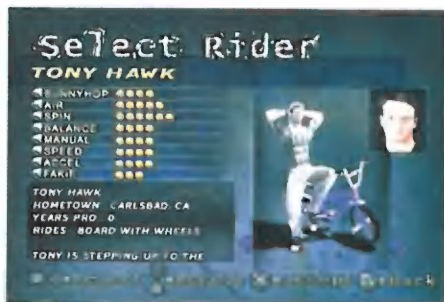 Select Rider
TONY HAWK
BUNNYHOP
AIR
SPIN
BALANCE
MANUAL
SPEED
ACCEL
FAKIE
TONY HAWK
HOMETOWN: CARLSBAD, CA
YEARS PRO: 0
RIDES: BOARD WITH WHEELS
TONY IS STEPPING UP TO THE